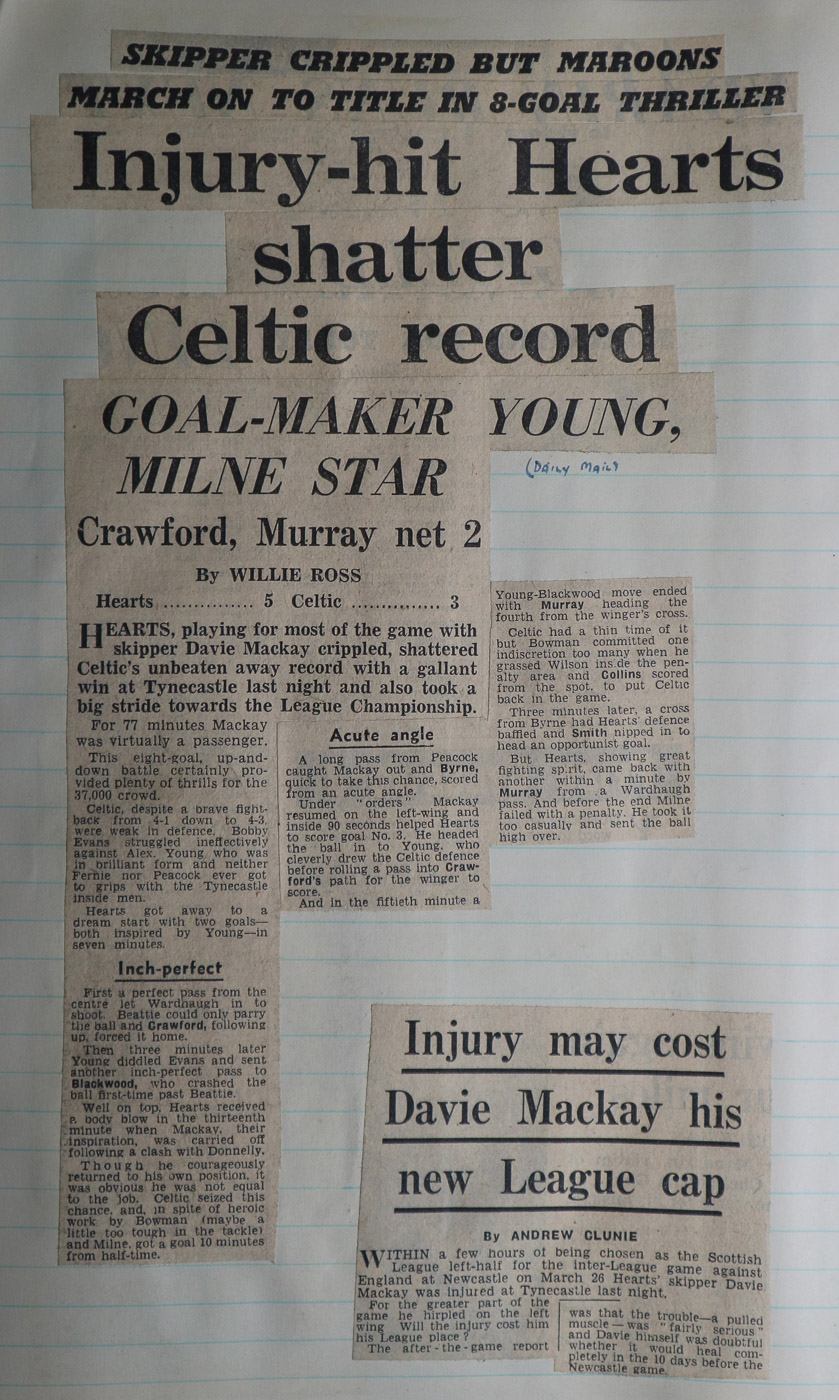 SKIPPER CRIPPLED BUT MAROONS
MARCH ON TO TITLE IN 8-GOAL THRILLER
Injury-hit Hearts
shatter
Celtic record
GOAL-MAKER YOUNG,
MILNE STAR
(Daily Mail)
Crawford, Murray net 2
By WILLIE ROSS
Hearts .............. 5 Celtic .............. 3
HEARTS, playing for most of the game with
skipper Davie Mackay crippled, shattered
Celtic's unbeaten away record with a gallant
win at Tynecastle last night and also took a
big stride towards the League Championship.
For 77 minutes Mackay
was virtually a passenger.
This eight-goal, up-and-
down battle certainly pro-
vided plenty of thrills for the
37,000 crowd.
Celtic, despite a brave fight-
back from 4-1 down to 4-3,
were weak in defence. Bobby
Evans struggled ineffectively
against Alex. Young who was
in brilliant form and neither
Fernie nor Peacock ever got
to grips with the Tynecastle
inside men.
Hearts got away to a
dream start with two goals—
both inspired by Young—in
seven minutes.
Inch-perfect
First a perfect pass from the
centre let Wardhaugh in to
shoot. Beattie could only parry
the ball and Crawford, following
up, forced it home.
Then three minutes later
Young diddled Evans and sent
another inch-perfect pass to
Blackwood, who crashed the
ball first-time past Beattie.
Well on top, Hearts received
a body blow in the thirteenth
minute when Mackay, their
inspiration, was carried off
following a clash with Donnelly.
Though he courageously
returned to his own position, it
was obvious he was not equal
to the job. Celtic seized this
chance, and, in spite of heroic
work by Bowman (maybe a
little too tough in the tackle)
and Milne, got a goal 10 minutes
from half-time.
Acute angle
A long pass from Peacock
caught Mackay out and Byrne,
quick to take this chance, scored
from an acute angle.
Under "orders" Mackay
resumed on the left-wing and
inside 90 seconds helped Hearts
to score goal No. 3. He headed
the ball in to Young, who
cleverly drew the Celtic defence
before rolling a pass into Craw-
ford's path for the winger to
score.
And in the fiftieth minute a
Young-Blackwood move ended
with Murray heading the
fourth from the winger's cross.
Celtic had a thin time of it
but Bowman committed one
indiscretion too many when he
grassed Wilson inside the pen-
alty area and Collins scored
from the spot, to put Celtic
back in the game.
Three minutes later, a cross
from Byrne had Hearts' defence
baffled and Smith nipped in to
head an opportunist goal.
But Hearts, showing great
fighting spirit, came back with
another within a minute by
Murray from a Wardhaugh
pass. And before the end Milne
failed with a penalty. He took it
too casually and sent the ball
high over.
Injury may cost
Davie Mackay his
new League cap
By ANDREW CLUNIE
WITHIN a few hours of being chosen as the Scottish
League left-half for the inter-League game against
England at Newcastle on March 26 Hearts' skipper Davie
Mackay was injured at Tynecastle last night.
For the greater part of the
game he hirpled on the left
wing Will the injury cost him
his League place?
The after-the-game report
was that the trouble—a pulled
muscle—was "fairly serious"
and Davie himself was doubtful
whether it would heal com-
pletely in the 10 days before the
Newcastle game.